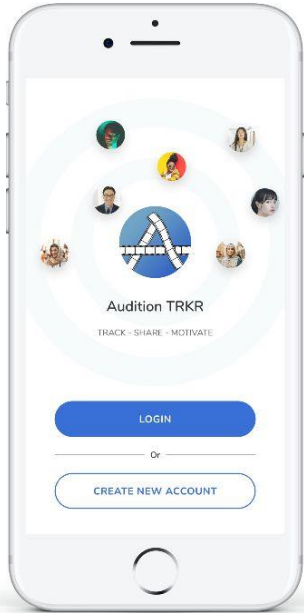 Audition TRKR
TRACK - SHARE - MOTIVATE
LOGIN
Or
CREATE NEW ACCOUNT